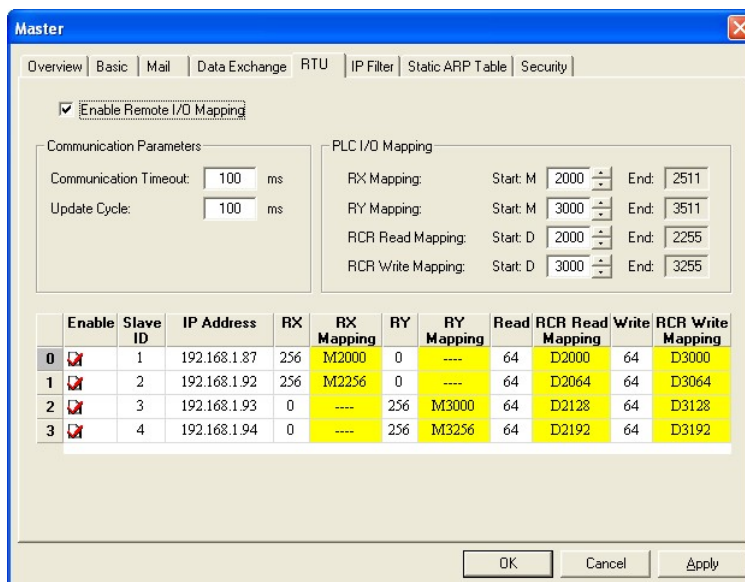 Master
Overview Basic Mail Data Exchange RTU IP Filter Static ARP Table Security
Enable Remote I/O Mapping
Communication Parameters
Communication Timeout: 100 ms
Update Cycle: 100 ms
PLC I/O Mapping
RX Mapping: Start: M 2000 End: 2511
RY Mapping: Start: M 3000 End: 3511
RCR Read Mapping: Start: D 2000 End: 2255
RCR Write Mapping: Start: D 3000 End: 3255
Enable Slave ID IP Address RX RX Mapping RY RY Mapping Read RCR Read Mapping Write RCR Write Mapping
0 1 192.168.1.87 256 M2000 0 ---- 64 D2000 64 D3000
1 2 192.168.1.92 256 M2256 0 ---- 64 D2064 64 D3064
2 3 192.168.1.93 0 ---- 256 M3000 64 D2128 64 D3128
3 4 192.168.1.94 0 ---- 256 M3256 64 D2192 64 D3192
OK Cancel Apply